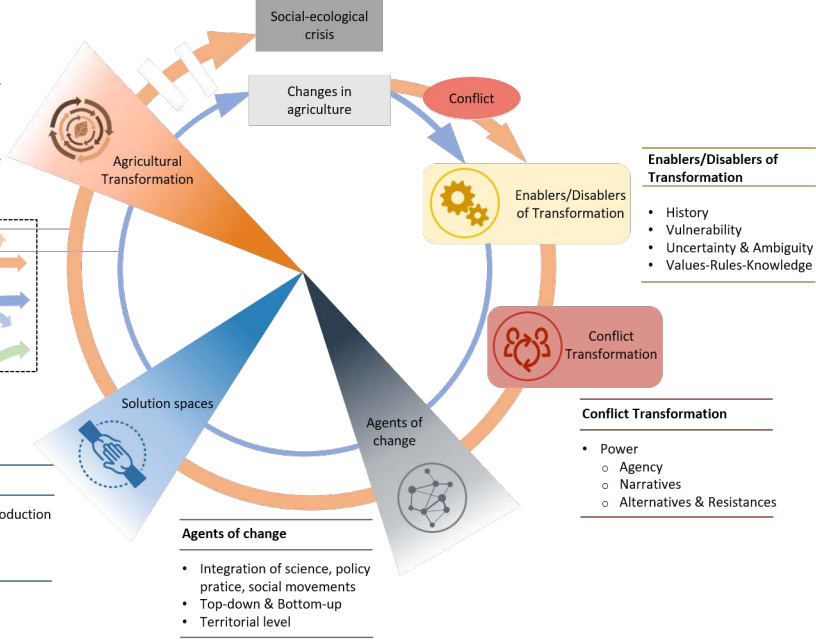 Social-ecological
crisis
Changes in
agriculture
Conflict
Agricultural
Transformation
Enablers/Disablers
of Transformation
Enablers/Disablers of
Transformation
• History
• Vulnerability
• Uncertainty & Ambiguity
• Values-Rules-Knowledge
Conflict
Transformation
Solution spaces
Agents of
change
Conflict Transformation
• Power
o Agency
o Narratives
o Alternatives & Resistances
oduction
Agents of change
• Integration of science, policy
pratice, social movements
• Top-down & Bottom-up
• Territorial level